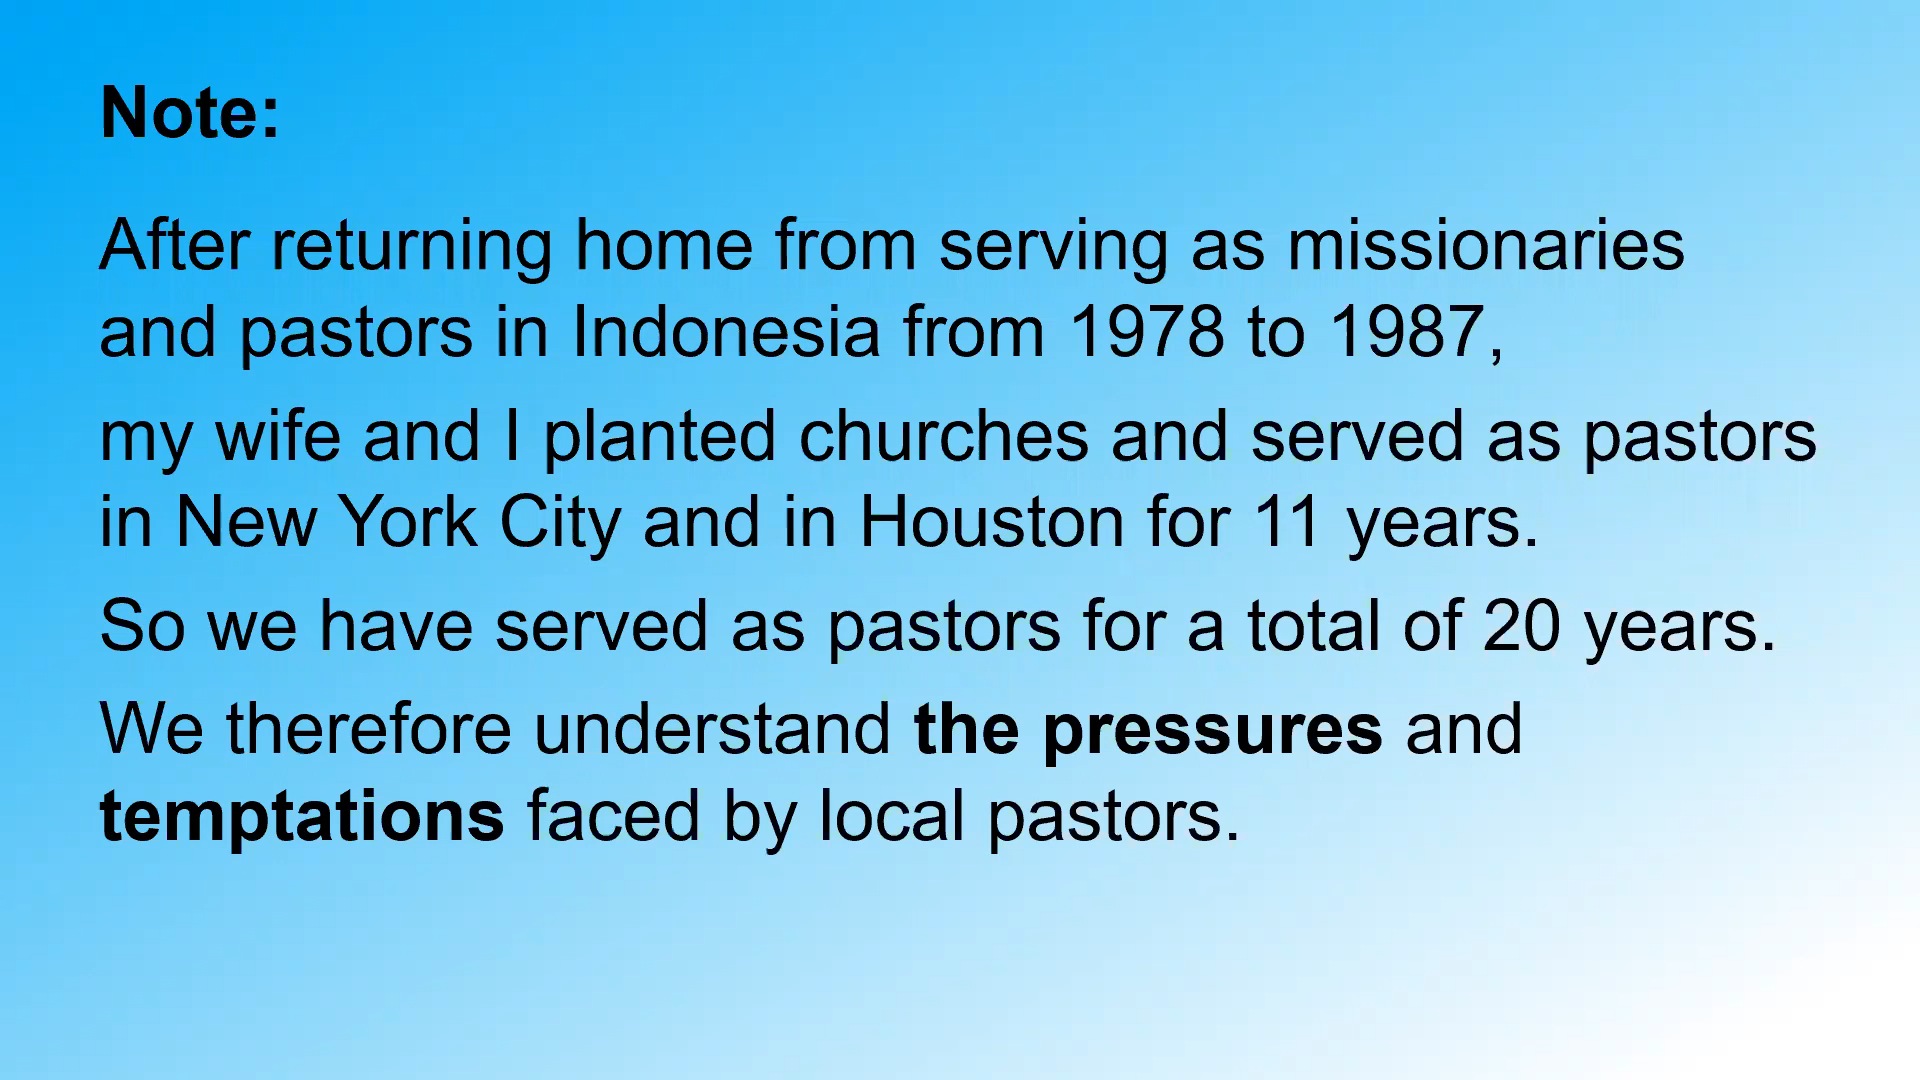 Note:
After returning home from serving as missionaries
and pastors in Indonesia from 1978 to 1987,
my wife and I planted churches and served as pastors
in New York City and in Houston for 11 years.
So we have served as pastors for a total of 20 years.
We therefore understand the pressures and
temptations faced by local pastors.